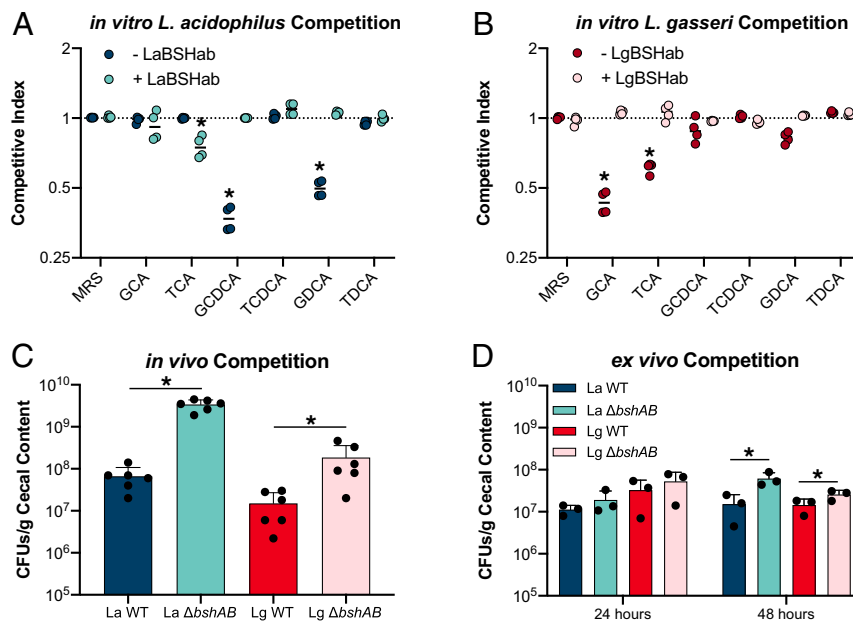 A
in vitro L. acidophilus Competition
- LaBSHab
+ LaBSHab
Competitive Index
2
1
0.5
0.25
*
*
*
MRS
GCA
TCA
GCDCA
TCDCA
GDCA
TDCA
B
in vitro L. gasseri Competition
- LgBSHab
+ LgBSHab
Competitive Index
2
1
0.5
0.25
*
*
MRS
GCA
TCA
GCDCA
TCDCA
GDCA
TDCA
C
in vivo Competition
CFUs/g Cecal Content
10^10
10^9
10^8
10^7
10^6
10^5
*
*
La WT
La ΔbshAB
Lg WT
Lg ΔbshAB
D
ex vivo Competition
CFUs/g Cecal Content
10^10
10^9
10^8
10^7
10^6
10^5
La WT
La ΔbshAB
Lg WT
Lg ΔbshAB
*
*
24 hours
48 hours